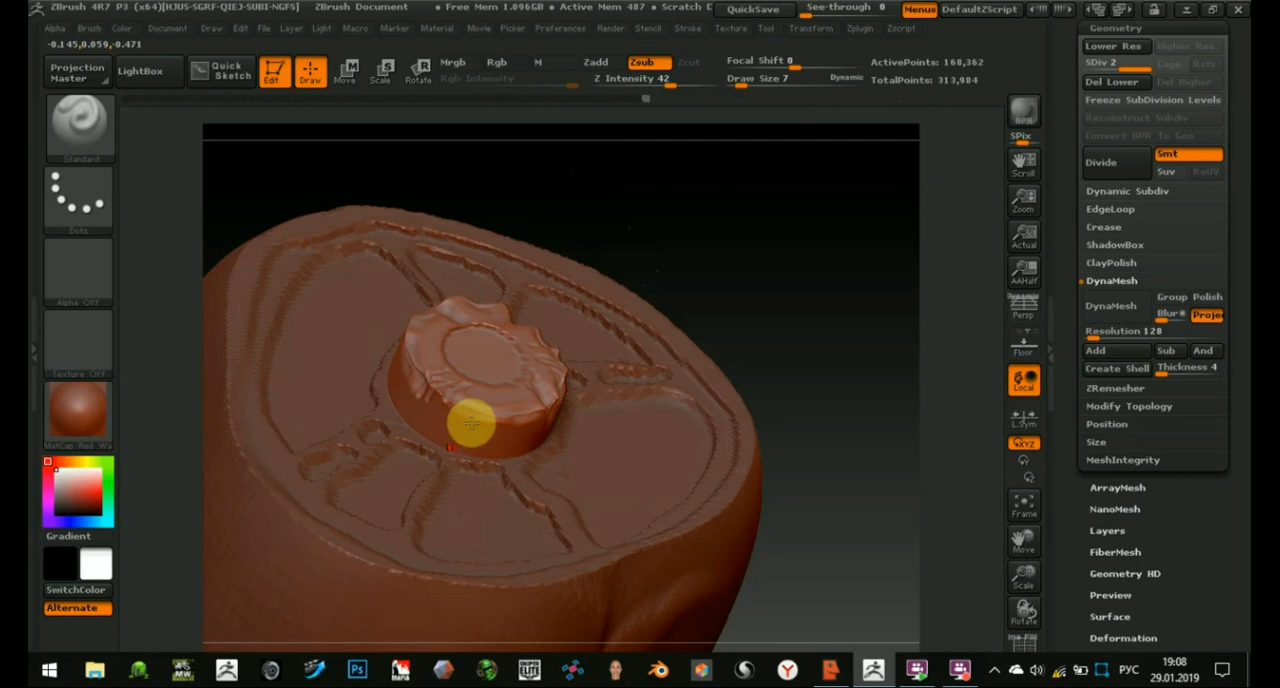 ZBrush 4R7 P3 (x64)[HJUS-SGRF-QIEJ-SUBI-NGFS] ZBrush Document • Free Mem 1.096GB • Active Mem 487 • Scratch D QuickSave See-through 0 Menus DefaultZScript
Alpha Brush Color Document Draw Edit File Layer Light Macro Marker Material Movie Picker Preferences Render Stencil Stroke Texture Tool Transform Zplugin Zscript
-0.145,0.059,-0.471
Projection Master
LightBox
Quick Sketch
Edit
Draw
Move
Scale
Rotate
Mrgb Rgb M
Rgb Intensity
Zadd Zsub Zcut
Z Intensity 42
Focal Shift 0
Draw Size 7 Dynamic
ActivePoints: 168,362
TotalPoints: 313,984
Standard
Dots
Alpha Off
Texture Off
MatCap Red Wa
Gradient
SwitchColor
Alternate
BPR
SPix
Scroll
Zoom
Actual
AAHalf
Dynamic
Persp
Floor
Local
L.Sym
XYZ
Frame
Move
Scale
Rotate
Geometry
Lower Res Higher Res
SDiv 2 Cage Rstr
Del Lower Del Higher
Freeze SubDivision Levels
Reconstruct Subdiv
Convert BPR To Geo
Divide Smt
Suv ReUV
Dynamic Subdiv
EdgeLoop
Crease
ShadowBox
ClayPolish
DynaMesh
DynaMesh Group Polish
Blur Proje
Resolution 128
Add Sub And
Create Shell Thickness 4
ZRemesher
Modify Topology
Position
Size
MeshIntegrity
ArrayMesh
NanoMesh
Layers
FiberMesh
Geometry HD
Preview
Surface
Deformation
РУС
19:08
29.01.2019